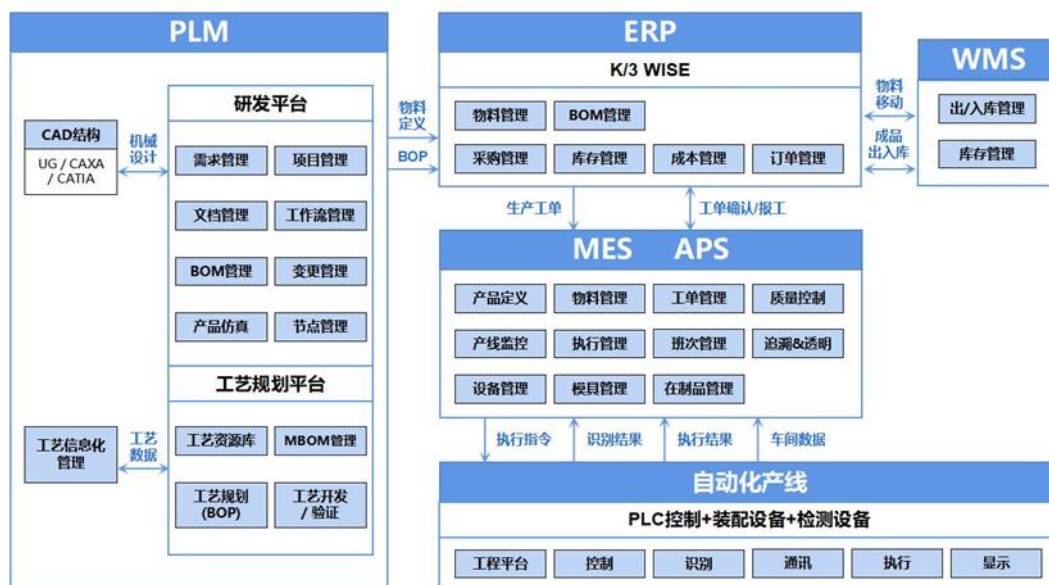 PLM
CAD结构
UG / CAXA
/ CATIA
机械
设计
研发平台
需求管理
项目管理
文档管理
工作流管理
BOM管理
变更管理
产品仿真
节点管理
工艺规划平台
工艺信息化
管理
工艺
数据
工艺资源库
MBOM管理
工艺规划
(BOP)
工艺开发
/ 验证
物料
定义
BOP
ERP
K/3 WISE
物料管理
BOM管理
采购管理
库存管理
成本管理
订单管理
物料
移动
成品
出入库
WMS
出/入库管理
库存管理
生产工单
工单确认/报工
MES APS
产品定义
物料管理
工单管理
质量控制
产线监控
执行管理
班次管理
追溯&透明
设备管理
模具管理
在制品管理
执行指令
识别结果
执行结果
车间数据
自动化产线
PLC控制+装配设备+检测设备
工程平台
控制
识别
通讯
执行
显示